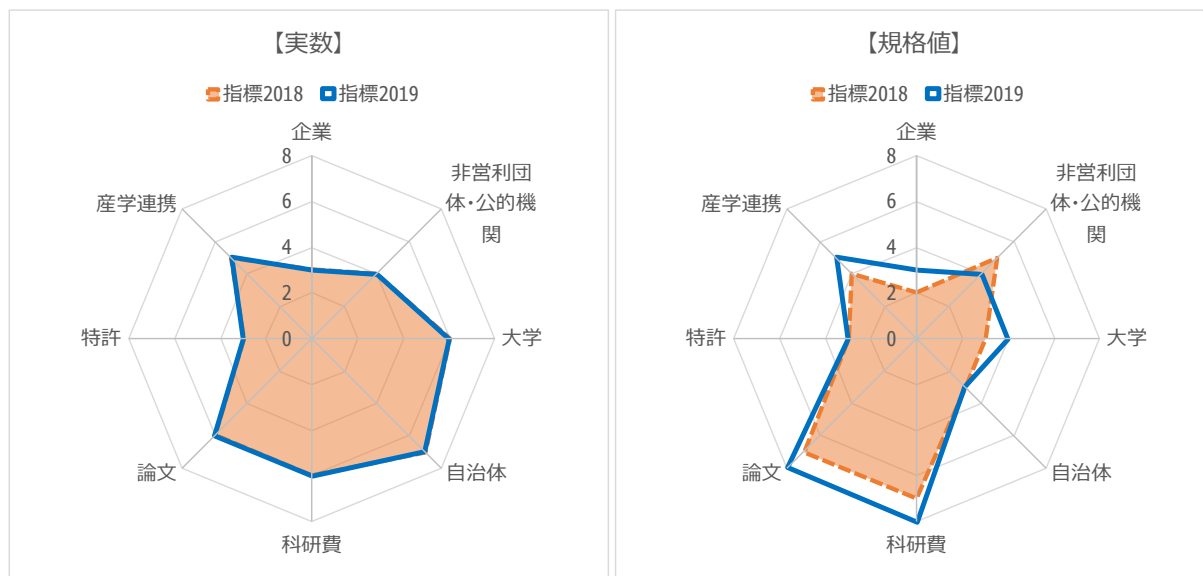 【実数】
指標2018 指標2019
企業
非営利団
体・公的機
関
大学
自治体
科研費
論文
特許
産学連携
8
6
4
2
0
【規格値】
指標2018 指標2019
企業
非営利団
体・公的機
関
大学
自治体
科研費
論文
特許
産学連携
8
6
4
2
0